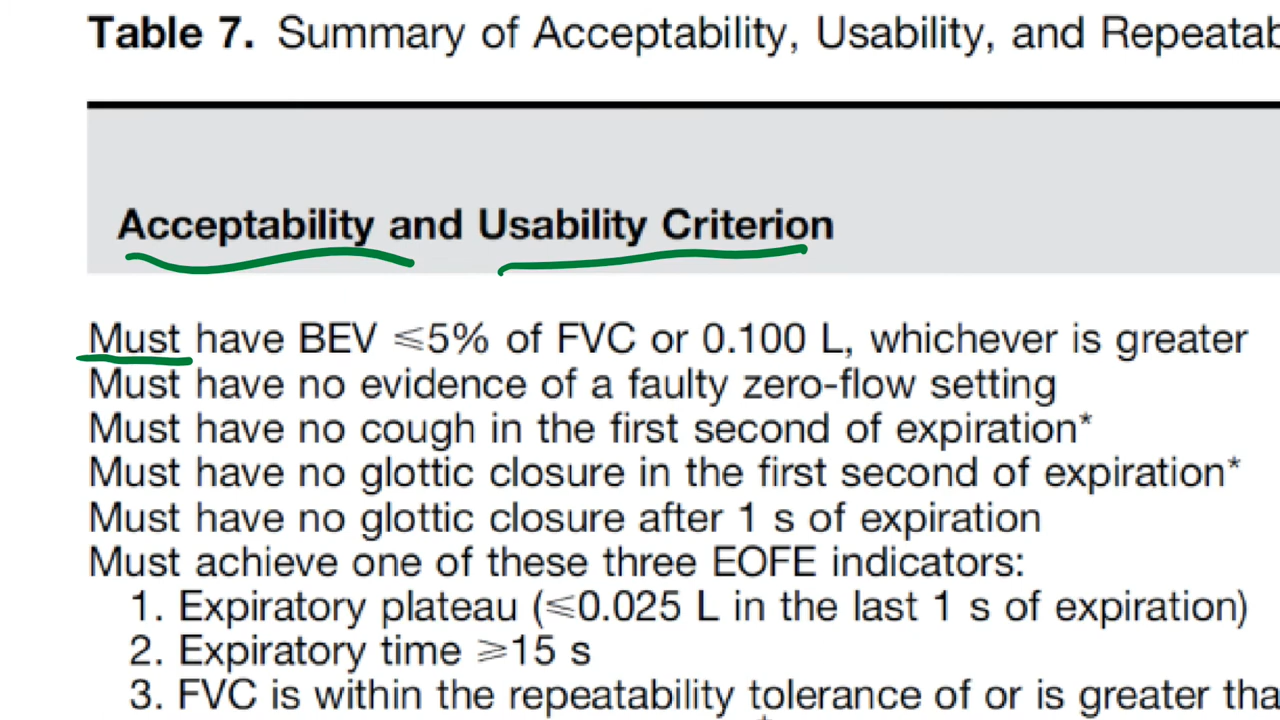 Table 7. Summary of Acceptability, Usability, and
Acceptability and Usability Criterion
Must have BEV ⩽5% of FVC or 0.100 L, whichever is greater
Must have no evidence of a faulty zero-flow setting
Must have no cough in the first second of expiration*
Must have no glottic closure in the first second of expiration*
Must have no glottic closure after 1 s of expiration
Must achieve one of these three EOFE indicators:
1. Expiratory plateau (⩽0.025 L in the last 1 s of expiration)
2. Expiratory time ⩾15 s
3. FVC is within the repeatability tolerance of or is greater